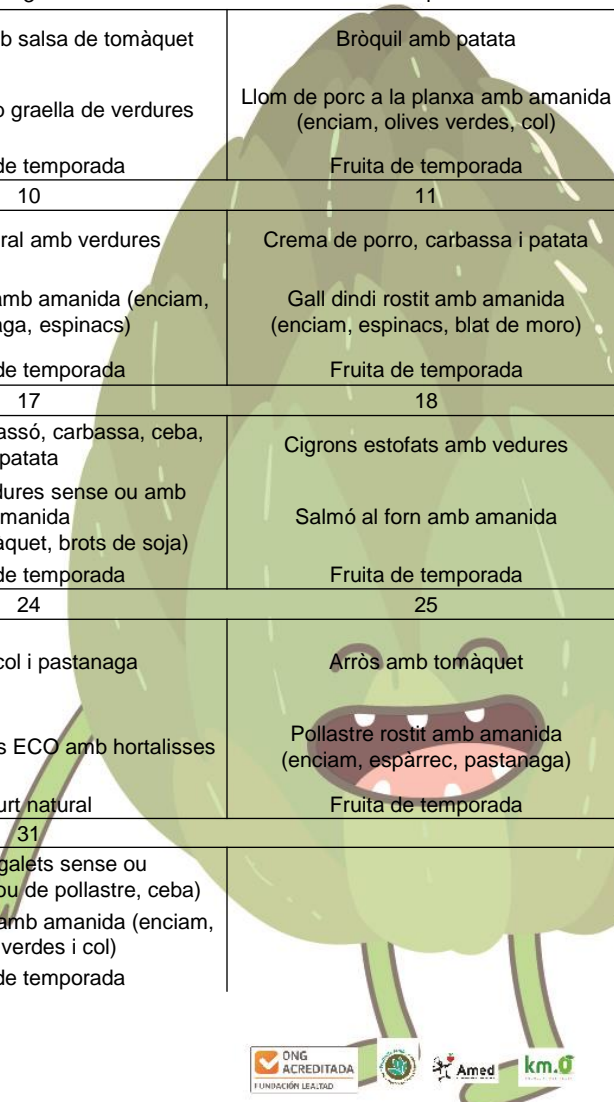 b salsa de tomàquet
Bròquil amb patata
graella de verdures
Llom de porc a la planxa amb amanida
(enciam, olives verdes, col)
de temporada
Fruita de temporada
10
11
ral amb verdures
Crema de porro, carbassa i patata
amb amanida (enciam,
aga, espinacs)
Gall dindi rostit amb amanida
(enciam, espinacs, blat de moro)
de temporada
Fruita de temporada
17
18
assó, carbassa, ceba,
patata
Cigrons estofats amb vedures
dures sense ou amb
manida
aquet, brots de soja)
Salmó al forn amb amanida
de temporada
Fruita de temporada
24
25
col i pastanaga
Arròs amb tomàquet
s ECO amb hortalisses
Pollastre rostit amb amanida
(enciam, espàrrec, pastanaga)
urt natural
Fruita de temporada
31
galets sense ou
ou de pollastre, ceba)
amb amanida (enciam,
verdes i col)
de temporada
ONG
ACREDITADA
FUNDACIÓN LEALTAD
Amed
km.0